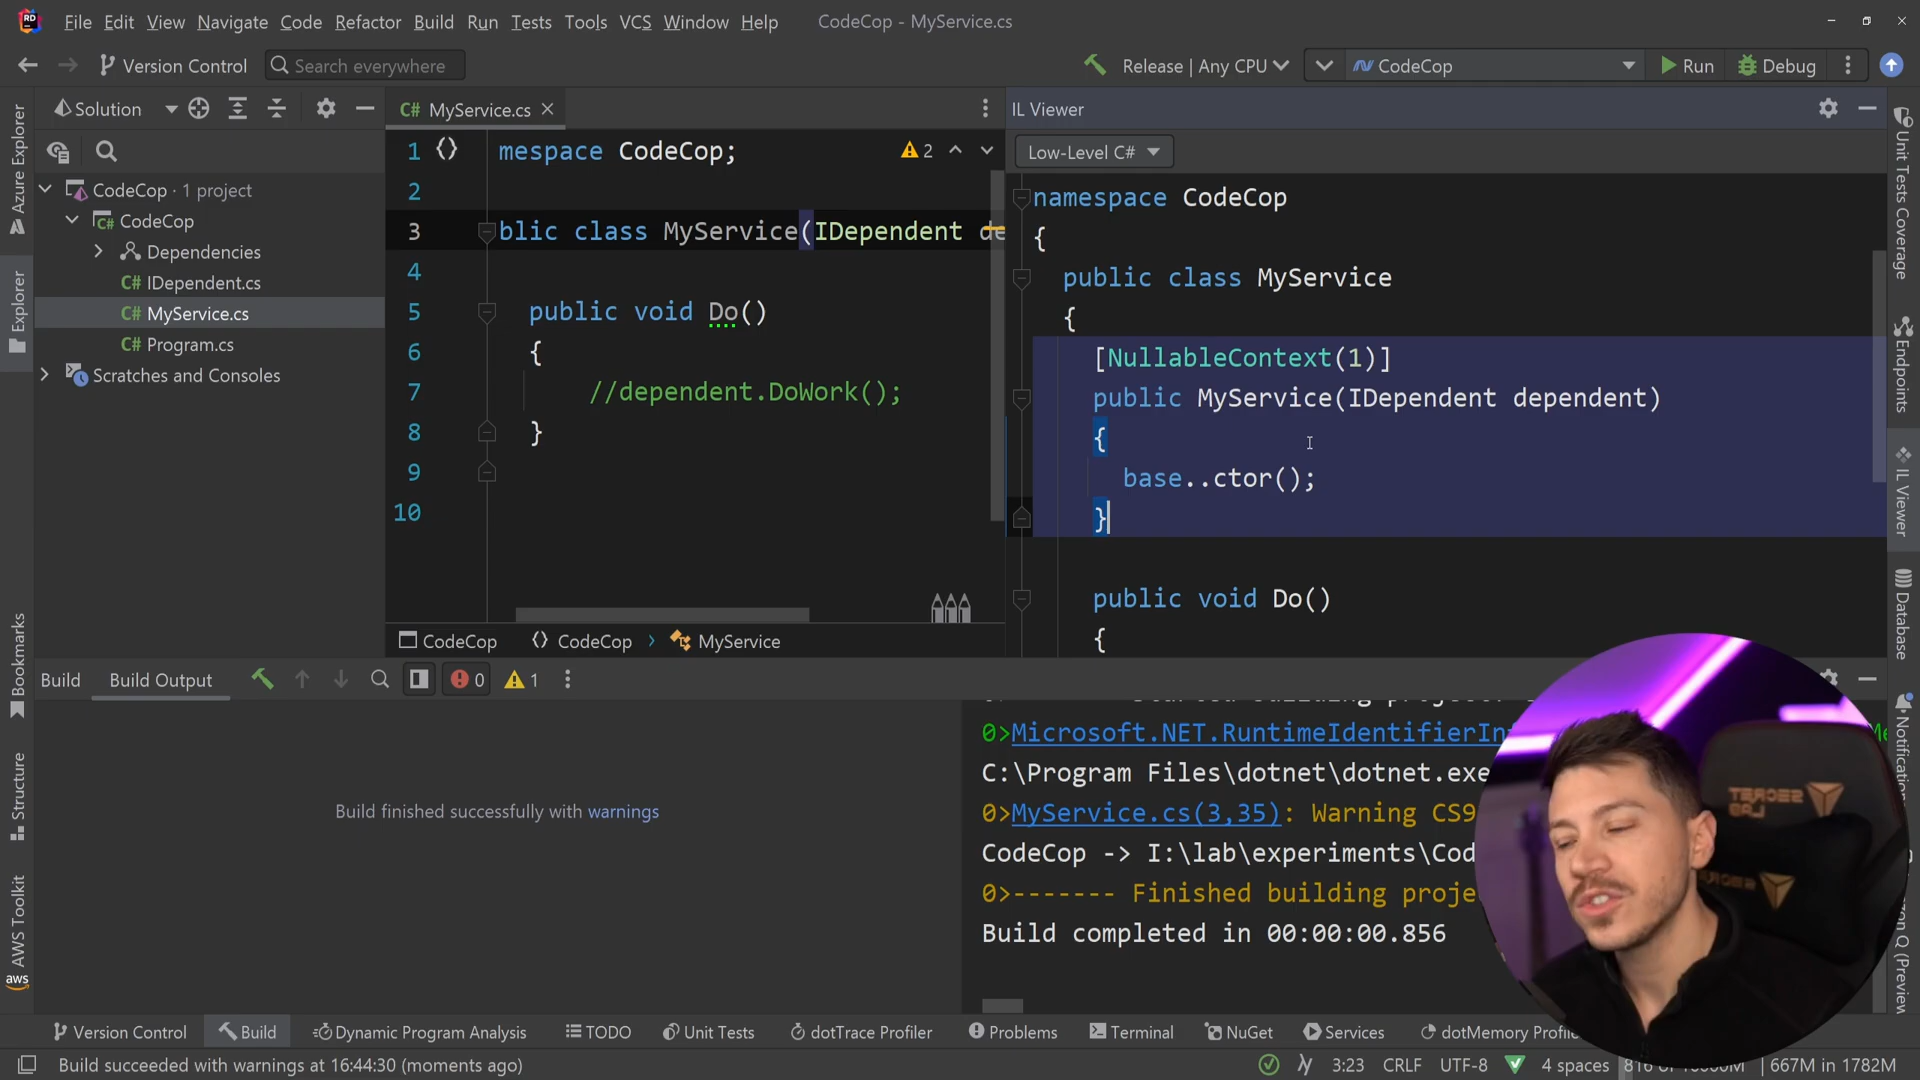 File Edit View Navigate Code Refactor Build Run Tests Tools VCS Window Help CodeCop - MyService.cs
Version Control Search everywhere Release | Any CPU CodeCop Run Debug
Solution
CodeCop · 1 project
CodeCop
Dependencies
C# IDependent.cs
C# MyService.cs
C# Program.cs
Scratches and Consoles
Azure Explorer
Explorer
Bookmarks
Structure
AWS Toolkit
aws
C# MyService.cs
1 mespace CodeCop; 2
2
3 blic class MyService(IDependent de
4
5 public void Do()
6 {
7 //dependent.DoWork();
8 }
9
10
CodeCop CodeCop › MyService
IL Viewer
Low-Level C#
namespace CodeCop
{
public class MyService
{
[NullableContext(1)]
public MyService(IDependent dependent)
{
base..ctor();
}
public void Do()
{
Unit Tests Coverage
Endpoints
IL Viewer
Database
Build Build Output 0 1
Build finished successfully with warnings
0>Microsoft.NET.RuntimeIdentifierIn
C:\Program Files\dotnet\dotnet.exe
0>MyService.cs(3,35): Warning CS9
CodeCop -> I:\lab\experiments\Cod
0>------- Finished building proje
Build completed in 00:00:00.856
SECRET LAB
Version Control Build Dynamic Program Analysis TODO Unit Tests dotTrace Profiler Problems Terminal NuGet Services dotMemory Profile
Build succeeded with warnings at 16:44:30 (moments ago) 3:23 CRLF UTF-8 4 spaces 667M in 1782M